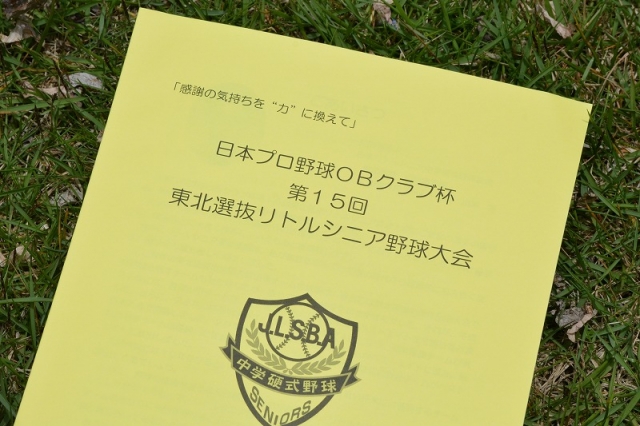 「感謝の気持ちを“力”に換えて」
日本プロ野球OBクラブ杯
第15回
東北選抜リトルシニア野球大会
J.L.S.B.A
中学硬式野球
SENIORS